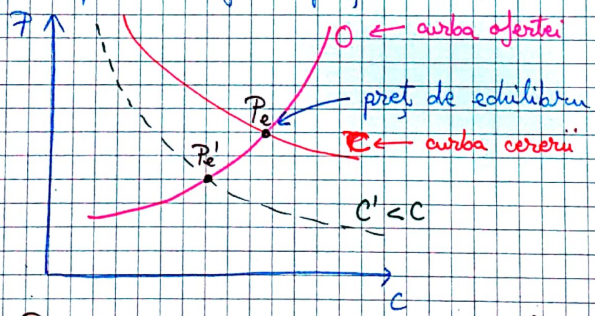 P
O ← curba ofertei
Pe
preț de echilibru
C ← curba cererii
Pe'
C' < C
C